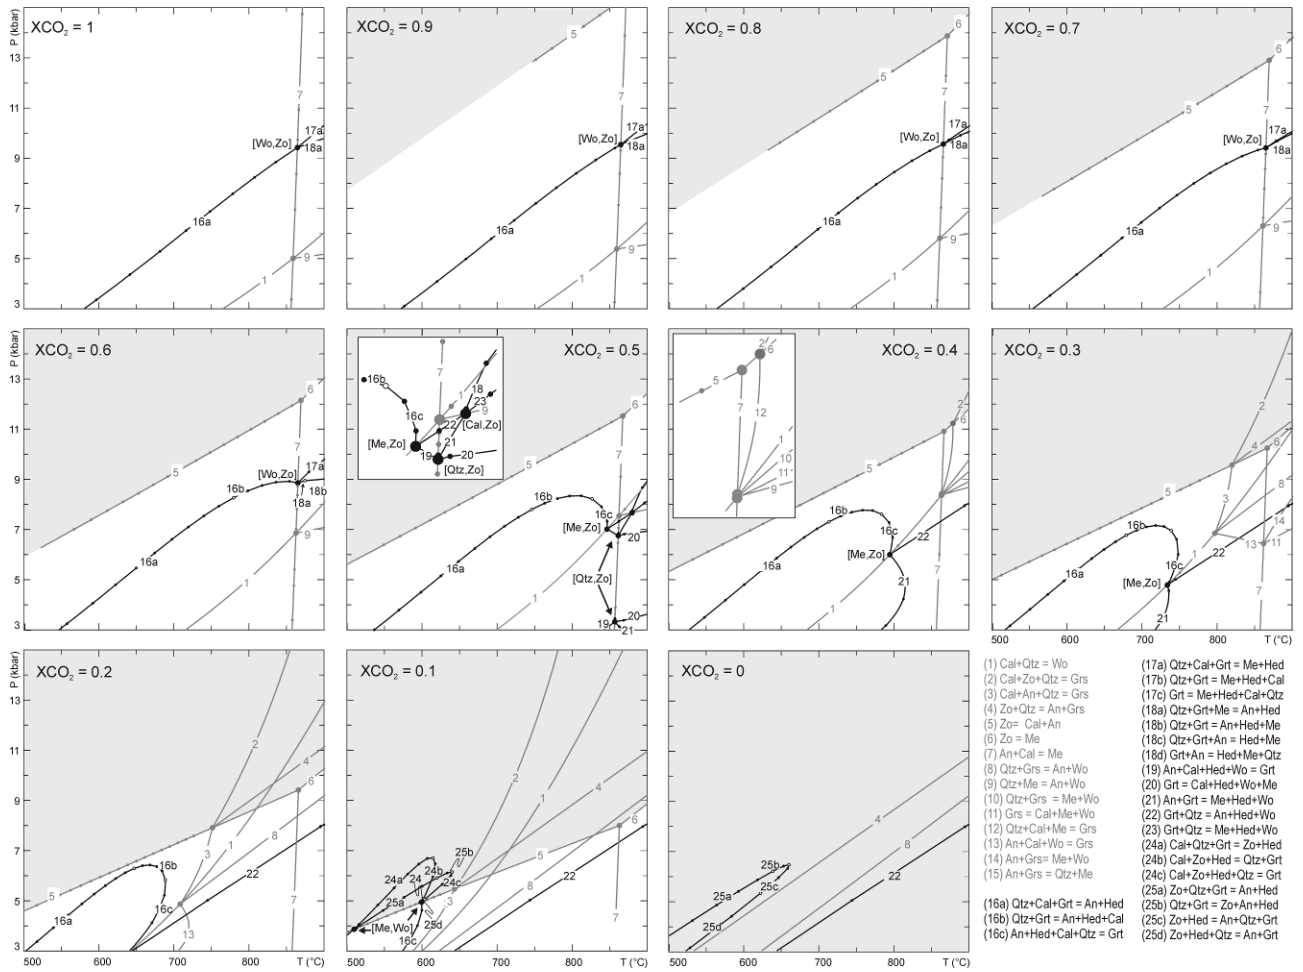 P (kbar)
XCO2 = 1
13
11
9
7
5
3
7
[Wo,Zo]
17a
18a
16a
1
9
XCO2 = 0.9
5
7
[Wo,Zo]
17a
18a
16a
1
9
XCO2 = 0.8
6
5
7
[Wo,Zo]
17a
18a
16a
1
9
XCO2 = 0.7
6
5
7
[Wo,Zo]
17a
18a
16a
1
9
P (kbar)
XCO2 = 0.6
13
11
9
7
5
3
6
5
7
[Wo,Zo]
17a
16b
18b
18a
16a
1
9
XCO2 = 0.5
16b
7
1
18
16c
23
9
22
[Cal,Zo]
[Me,Zo]
21
19
20
[Qtz,Zo]
6
5
16b
16c
[Me,Zo]
20
16a
[Qtz,Zo]
1
20
19
21
XCO2 = 0.4
2
6
5
7
12
1
10
11
9
2
6
5
16b
16c
22
[Me,Zo]
16a
21
1
7
XCO2 = 0.3
2
4
6
5
3
8
16b
14
22
13
11
16c
16a
[Me,Zo]
1
7
21
500
600
800
T (°C)
P (kbar)
XCO2 = 0.2
13
11
9
7
5
3
2
4
6
8
3
1
16b
22
5
16c
16a
13
7
500
600
700
800
T (°C)
XCO2 = 0.1
2
1
4
6
5
8
25b
24b
24a
24
24c
22
25a
3
[Me,Wo]
25d
16c
7
500
600
700
800
T (°C)
XCO2 = 0
4
8
25b
25a
25c
22
25d
500
600
700
800
T (°C)
(1) Cal+Qtz = Wo
(2) Cal+Zo+Qtz = Grs
(3) Cal+An+Qtz = Grs
(4) Zo+Qtz = An+Grs
(5) Zo= Cal+An
(6) Zo = Me
(7) An+Cal = Me
(8) Qtz+Grs = An+Wo
(9) Qtz+Me = An+Wo
(10) Qtz+Grs = Me+Wo
(11) Grs = Cal+Me+Wo
(12) Qtz+Cal+Me = Grs
(13) An+Cal+Wo = Grs
(14) An+Grs= Me+Wo
(15) An+Grs = Qtz+Me
(16a) Qtz+Cal+Grt = An+Hed
(16b) Qtz+Grt = An+Hed+Cal
(16c) An+Hed+Cal+Qtz = Grt
(17a) Qtz+Cal+Grt = Me+Hed
(17b) Qtz+Grt = Me+Hed+Cal
(17c) Grt = Me+Hed+Cal+Qtz
(18a) Qtz+Grt+Me = An+Hed
(18b) Qtz+Grt = An+Hed+Me
(18c) Qtz+Grt+An = Hed+Me
(18d) Grt+An = Hed+Me+Qtz
(19) An+Cal+Hed+Wo = Grt
(20) Grt = Cal+Hed+Wo+Me
(21) An+Grt = Me+Hed+Wo
(22) Grt+Qtz = An+Hed+Wo
(23) Grt+Qtz = Me+Hed+Wo
(24a) Cal+Qtz+Grt = Zo+Hed
(24b) Cal+Zo+Hed = Qtz+Grt
(24c) Cal+Zo+Hed+Qtz = Grt
(25a) Zo+Qtz+Grt = An+Hed
(25b) Qtz+Grt = Zo+An+Hed
(25c) Zo+Hed = An+Qtz+Grt
(25d) Zo+Hed+Qtz = An+Grt